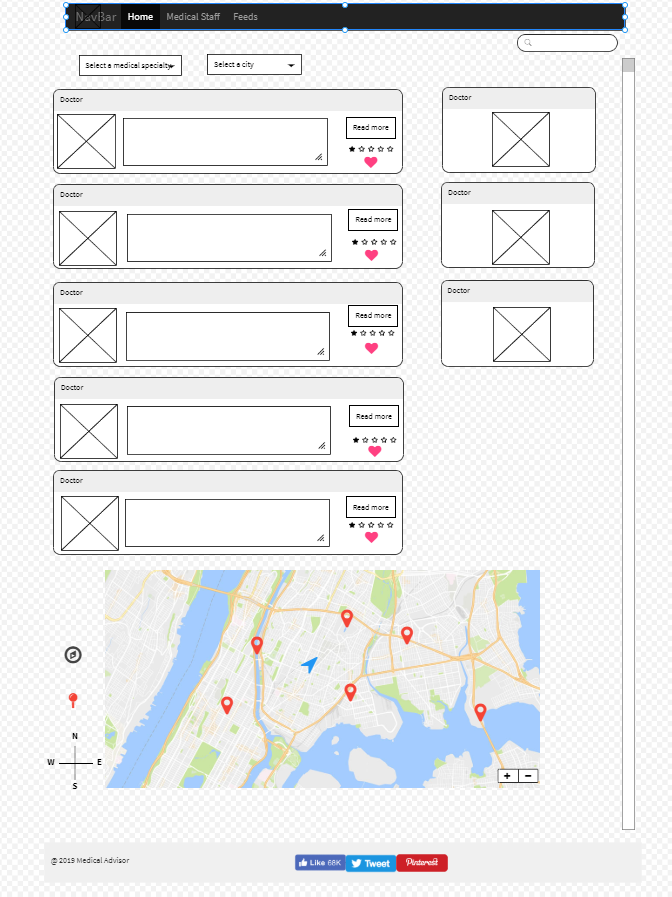 NavBar Home Medical Staff Feeds
Select a medical specialty
Select a city
Doctor
Read more
Doctor
Read more
Doctor
Read more
Doctor
Read more
Doctor
Read more
Doctor
Doctor
Doctor
N
W E
S
+ −
@ 2019 Medical Advisor
Like 68K
Tweet
Pinterest